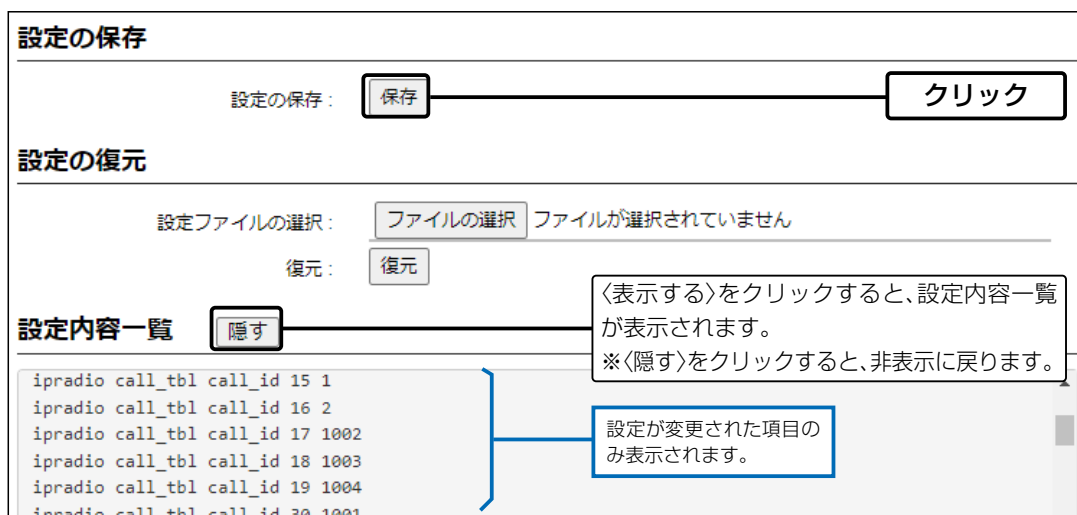 設定の保存
設定の保存 : 保存 クリック
設定の復元
設定ファイルの選択 : ファイルの選択 ファイルが選択されていません
復元 : 復元
設定内容一覧 隠す
〈表示する〉をクリックすると、設定内容一覧
が表示されます。
※〈隠す〉をクリックすると、非表示に戻ります。
ipradio call_tbl call_id 15 1
ipradio call_tbl call_id 16 2
ipradio call_tbl call_id 17 1002
ipradio call_tbl call_id 18 1003
ipradio call_tbl call_id 19 1004
ipradio call_tbl call_id 30 1001
設定が変更された項目の
み表示されます。